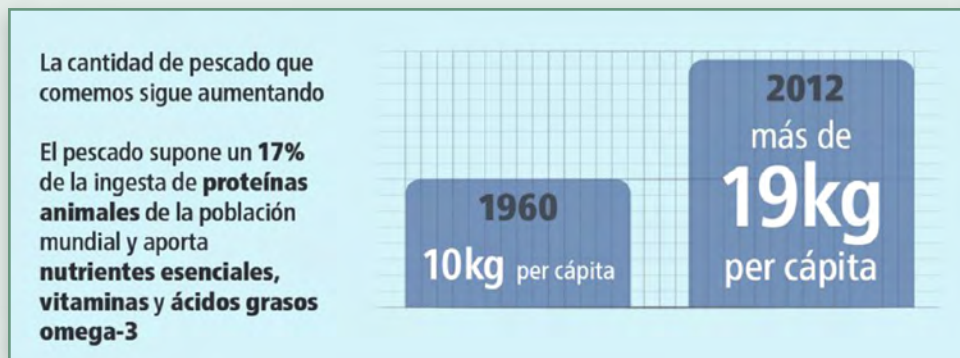 La cantidad de pescado que
comemos sigue aumentando
El pescado supone un 17%
de la ingesta de proteínas
animales de la población
mundial y aporta
nutrientes esenciales,
vitaminas y ácidos grasos
omega-3
1960
10kg per cápita
2012
más de
19kg
per cápita